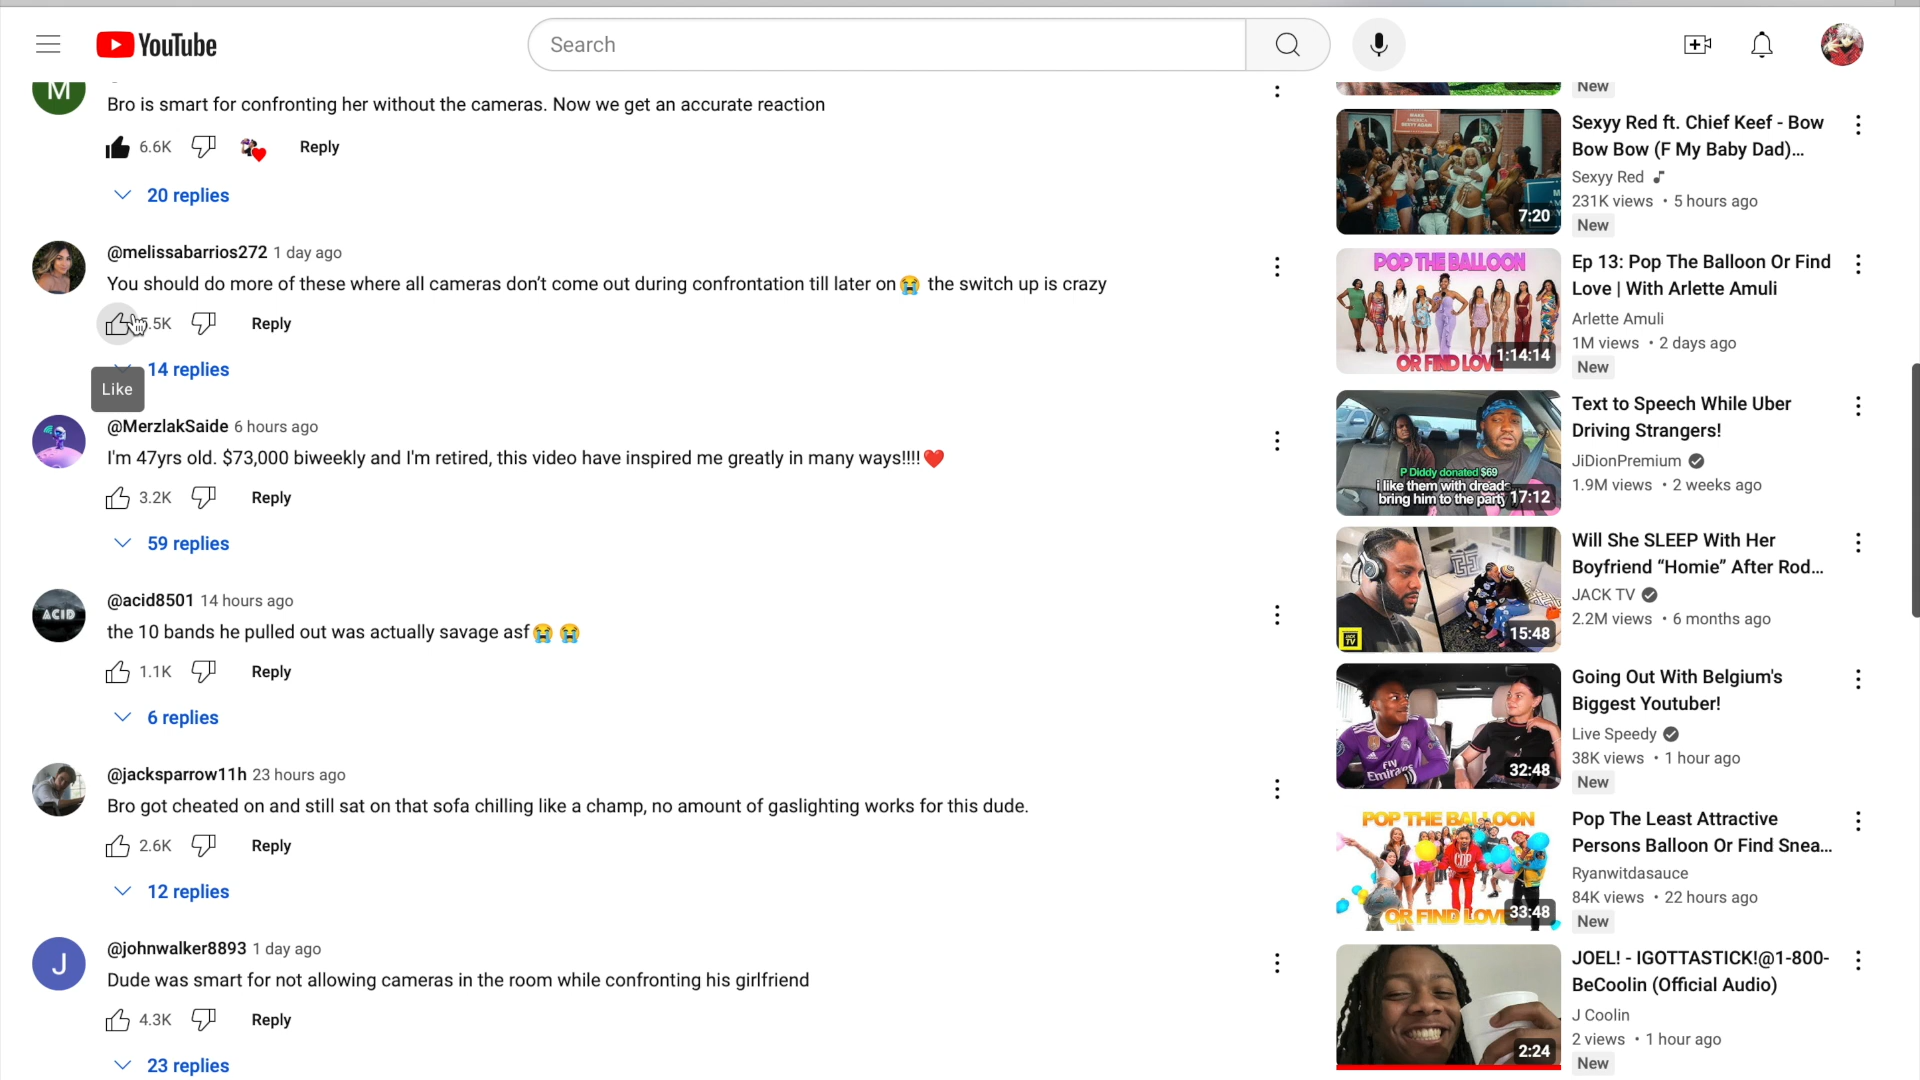 YouTube
Search
M
Bro is smart for confronting her without the cameras. Now we get an accurate reaction
6.6K
Reply
20 replies
@melissabarrios272 1 day ago
You should do more of these where all cameras don’t come out during confrontation till later on😭 the switch up is crazy
5.5K
Reply
14 replies
Like
@MerzlakSaide 6 hours ago
I'm 47yrs old. $73,000 biweekly and I'm retired, this video have inspired me greatly in many ways!!!!❤️
3.2K
Reply
59 replies
ACID
@acid8501 14 hours ago
the 10 bands he pulled out was actually savage asf😭😭
1.1K
Reply
6 replies
@jacksparrow11h 23 hours ago
Bro got cheated on and still sat on that sofa chilling like a champ, no amount of gaslighting works for this dude.
2.6K
Reply
12 replies
J
@johnwalker8893 1 day ago
Dude was smart for not allowing cameras in the room while confronting his girlfriend
4.3K
Reply
23 replies
New
MAKE
AMERICA
SEXYY AGAIN
7:20
Sexyy Red ft. Chief Keef - Bow
Bow Bow (F My Baby Dad)...
Sexyy Red
231K views • 5 hours ago
New
POP THE BALLOON
OR FIND LOVE
1:14:14
Ep 13: Pop The Balloon Or Find
Love | With Arlette Amuli
Arlette Amuli
1M views • 2 days ago
New
P Diddy donated $69
i like them with dreads
bring him to the party
17:12
Text to Speech While Uber
Driving Strangers!
JiDionPremium
1.9M views • 2 weeks ago
JACK
TV
15:48
Will She SLEEP With Her
Boyfriend “Homie” After Rod...
JACK TV
2.2M views • 6 months ago
Fly
Emirates
32:48
Going Out With Belgium's
Biggest Youtuber!
Live Speedy
38K views • 1 hour ago
New
POP THE BALLOON
CDP
OR FIND LOVE
33:48
Pop The Least Attractive
Persons Balloon Or Find Snea...
Ryanwitdasauce
84K views • 22 hours ago
New
2:24
JOEL! - IGOTTASTICK!@1-800-
BeCoolin (Official Audio)
J Coolin
2 views • 1 hour ago
New